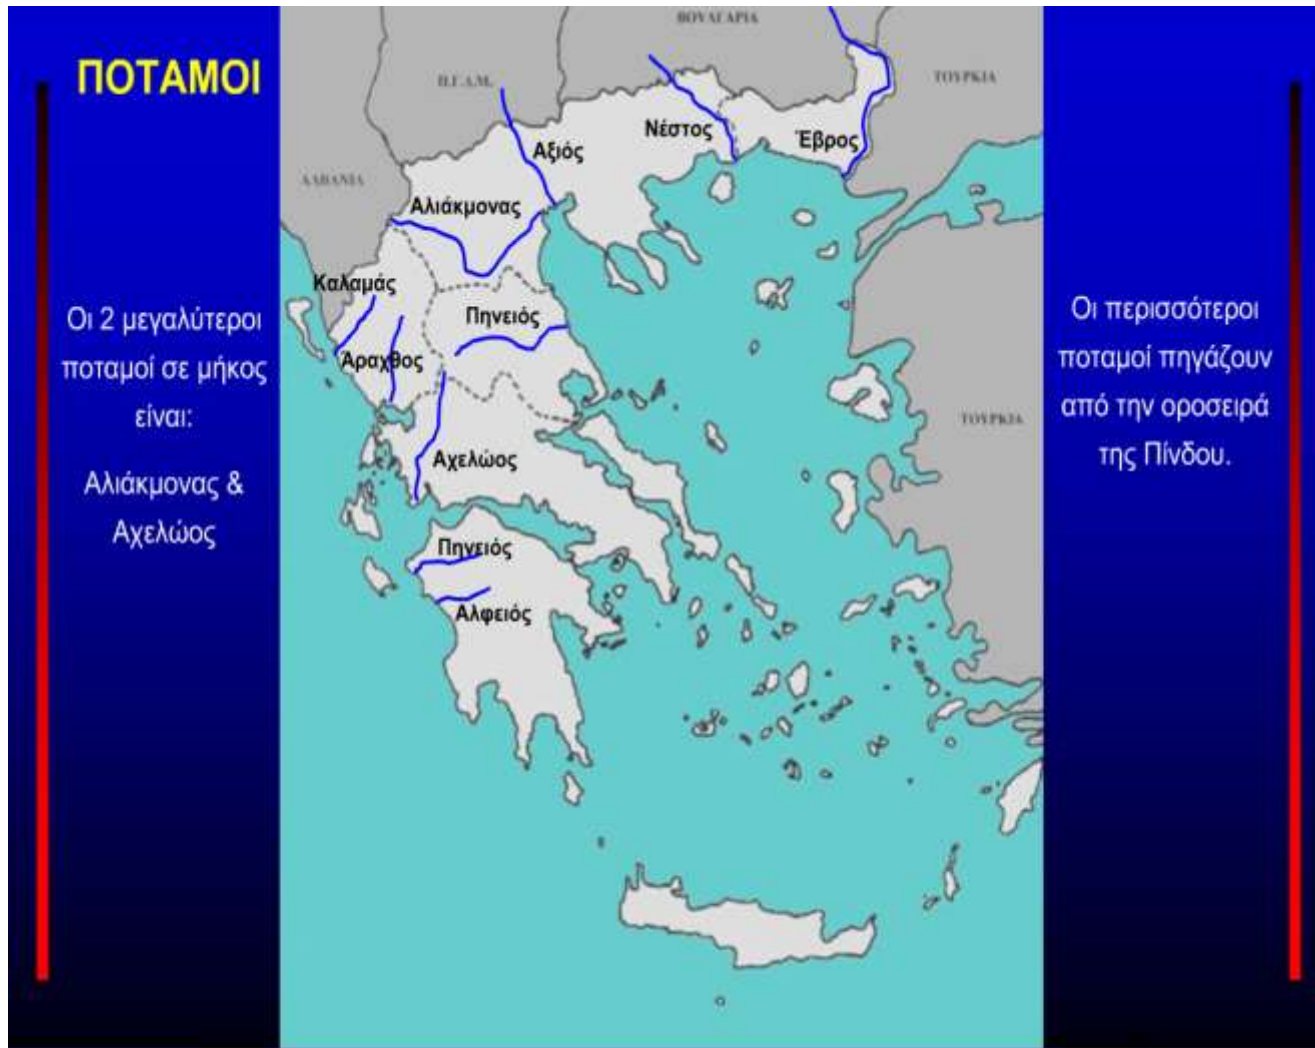 ΠΟΤΑΜΟΙ
Οι 2 μεγαλύτεροι
ποταμοί σε μήκος
είναι:
Αλιάκμονας &
Αχελώος
ΒΟΥΛΓΑΡΙΑ
Π.Γ.Δ.Μ.
ΤΟΥΡΚΙΑ
ΑΛΒΑΝΙΑ
Νέστος
Έβρος
Αξιός
Αλιάκμονας
Καλαμάς
Πηνειός
Άραχθος
ΤΟΥΡΚΙΑ
Αχελώος
Πηνειός
Αλφειός
Οι περισσότεροι
ποταμοί πηγάζουν
από την οροσειρά
της Πίνδου.